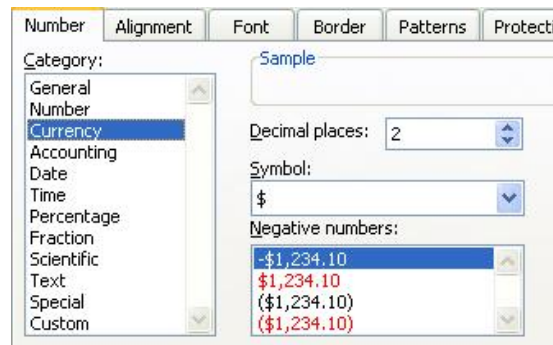 Number Alignment Font Border Patterns
Category:
General
Number
Currency
Accounting
Date
Time
Percentage
Fraction
Scientific
Text
Special
Custom
Sample
Decimal places: 2
Symbol:
$
Negative numbers:
-$1,234.10
$1,234.10
($1,234.10)
($1,234.10)